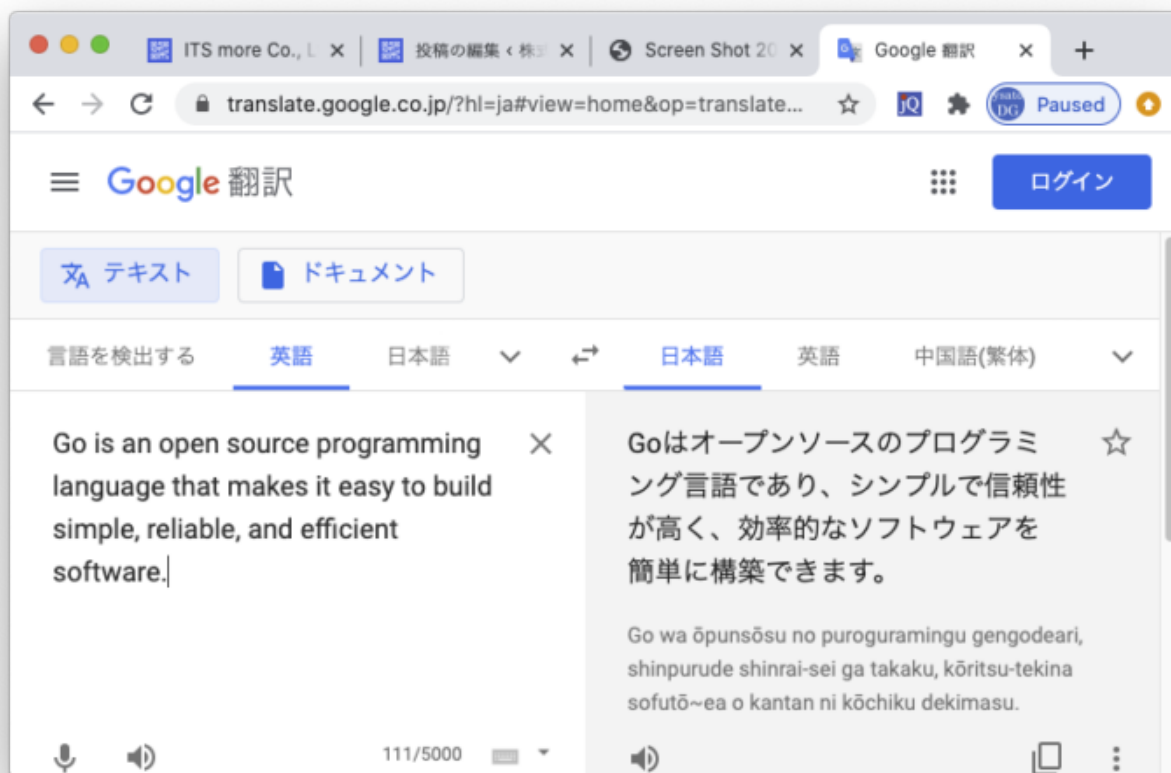 ITS more Co., L
投稿の編集 ‹ 株式
Screen Shot 20
Google 翻訳
translate.google.co.jp/?hl=ja#view=home&op=translate...
jQ
DG
Paused
Google 翻訳
ログイン
テキスト
ドキュメント
言語を検出する
英語
日本語
日本語
英語
中国語(繁体)
Go is an open source programming
language that makes it easy to build
simple, reliable, and efficient
software.
Goはオープンソースのプログラミ
ング言語であり、シンプルで信頼性
が高く、効率的なソフトウェアを
簡単に構築できます。
Go wa ōpunsōsu no puroguramingu gengodeari,
shinpurude shinrai-sei ga takaku, kōritsu-tekina
sofutō~ea o kantan ni kōchiku dekimasu.
111/5000